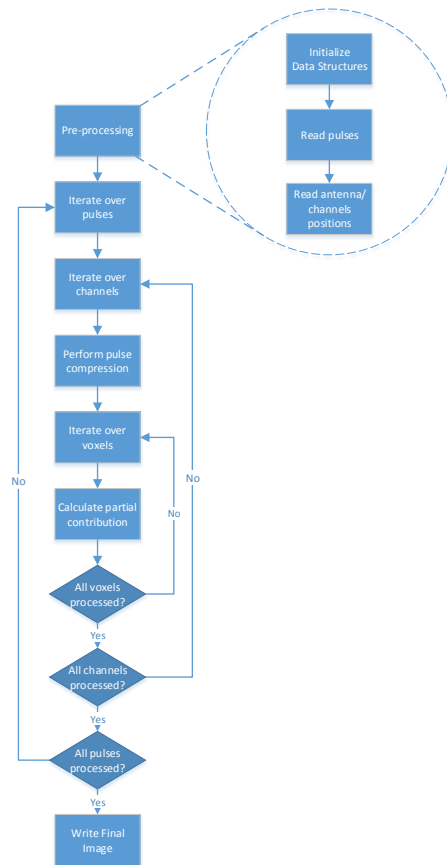 Initialize
Data Structures
Pre-processing
Read pulses
Iterate over
pulses
Read antenna/
channels
positions
Iterate over
channels
Perform pulse
compression
Iterate over
voxels
No
No
Calculate partial
contribution
No
All voxels
processed?
Yes
All channels
processed?
Yes
All pulses
processed?
Yes
Write Final
Image